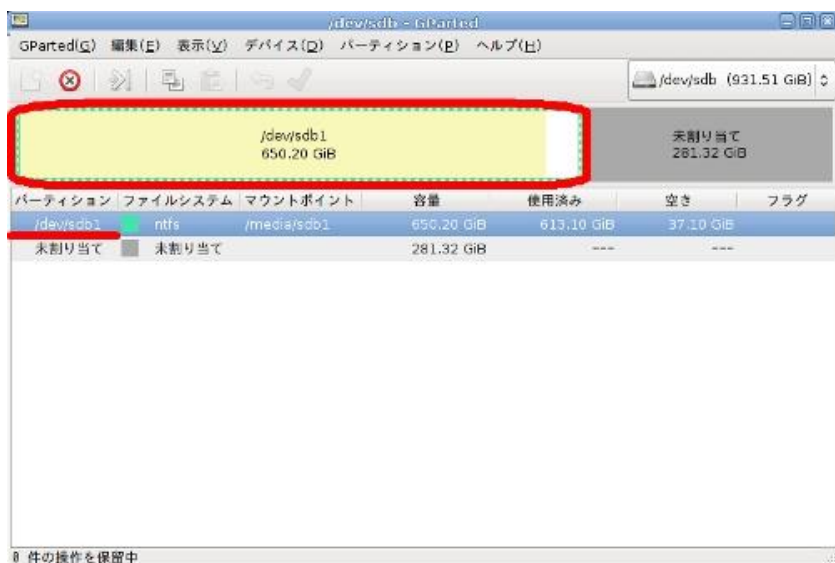 /dev/sdb - GParted
GParted(G) 編集(E) 表示(V) デバイス(D) パーティション(P) ヘルプ(H)
/dev/sdb (931.51 GiB)
/dev/sdb1
650.20 GiB
未割り当て
281.32 GiB
パーティション ファイルシステム マウントポイント 容量 使用済み 空き フラグ
/dev/sdb1 ntfs /media/sdb1 650.20 GiB 613.10 GiB 37.10 GiB
未割り当て 未割り当て 281.32 GiB --- ---
0 件の操作を保留中